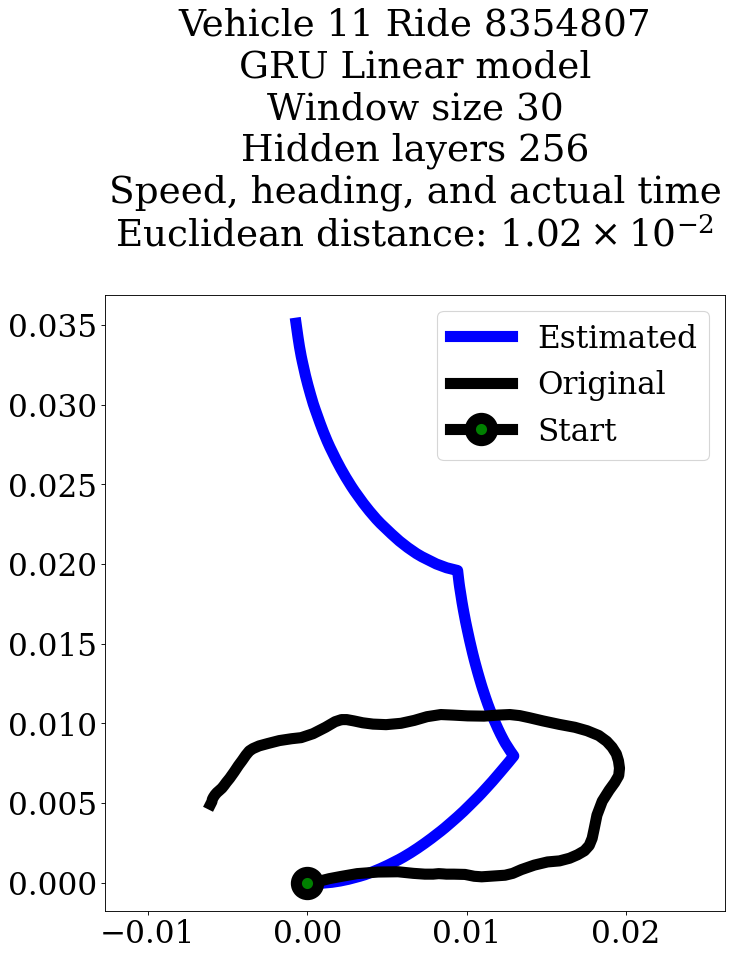 Vehicle 11 Ride 8354807
GRU Linear model
Window size 30
Hidden layers 256
Speed, heading, and actual time
Euclidean distance: 1.02 × 10⁻²
Estimated
Original
Start
0.035
0.030
0.025
0.020
0.015
0.010
0.005
0.000
−0.01 0.00 0.01 0.02